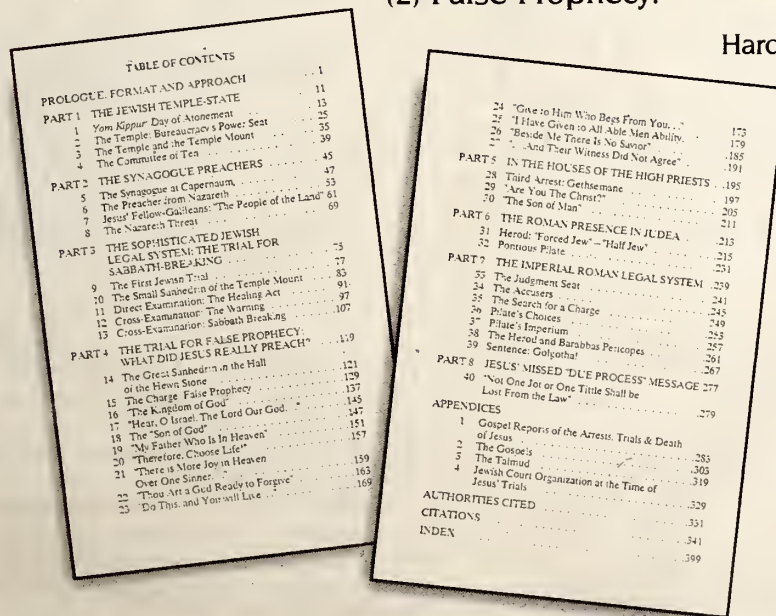 (2) False Prophecy.
Hard
TABLE OF CONTENTS
PROLOGUE, FORMAT AND APPROACH . . 1
PART 1 THE JEWISH TEMPLE-STATE . 11
1 Yom Kippur Day of Atonement . . 13
2 The Temple: Bureaucracy's Power Seat 25
3 The Temple and the Temple Mount . 35
4 The Committee of Ten . . . 39
PART 2 THE SYNAGOGUE PREACHERS . . 45
5 The Synagogue at Capernaum, . . 47
6 The Preacher from Nazareth . . 53
7 Jesus' Fellow-Galileans: "The People of the Land" 61
8 The Nazareth Threat . . . 69
PART 3 THE SOPHISTICATED JEWISH
LEGAL SYSTEM: THE TRIAL FOR
SABBATH-BREAKING . . . 75
9 The First Jewish Trial . . . 77
10 The Small Sanhedrin of the Temple Mount . 83
11 Direct Examination: The Healing Act . 91
12 Cross-Examination: The Warning . . 97
13 Cross-Examination: Sabbath Breaking . . 107
PART 4 THE TRIAL FOR FALSE PROPHECY:
WHAT DID JESUS REALLY PREACH? . . 119
14 The Great Sanhedrin in the Hall
of the Hewn Stone . . . 121
15 The Charge False Prophecy . . . 129
16 "The Kingdom of God" . . . 137
17 "Hear, O Israel, The Lord Our God. . " . 145
18 The "Son of God" . . . 147
19 "My Father Who Is In Heaven" . . 151
20 "Therefore, Choose Life!" . . . 157
21 "There is More Joy in Heaven
Over One Sinner. . ." . . . 159
22 "Thou Art a God Ready to Forgive" . . 163
23 "Do This, and You will Live" . . . 169
24 "Give to Him Who Begs From You. . ." . 173
25 "I Have Given to All Able Men Ability. . 179
26 "Beside Me There Is No Savior" . . .185
27 ". . .And Their Witness Did Not Agree" . .191
PART 5 IN THE HOUSES OF THE HIGH PRIESTS . .195
28 Third Arrest: Gethsemane . . . 197
29 "Are You The Christ?" . . . 205
30 "The Son of Man" . . . 211
PART 6 THE ROMAN PRESENCE IN JUDEA . .213
31 Herod: "Forced Jew" – "Half Jew" . . .215
32 Pontious Pilate . . . .231
PART 7 THE IMPERIAL ROMAN LEGAL SYSTEM .239
33 The Judgment Seat . . . 241
34 The Accusers . . . .245
35 The Search for a Charge . . . 249
36 Pilate's Choices . . . .253
37 Pilate's Imperium . . . .257
38 The Herod and Barabbas Pericopes . . .261
39 Sentence: Golgotha! . . . .267
PART 8 JESUS' MISSED "DUE PROCESS" MESSAGE 277
40 "Not One Jot or One Tittle Shall be
Lost From the Law" . . . .279
APPENDICES
1 Gospel Reports of the Arrests, Trials & Death
of Jesus . . . .283
2 The Gospels . . . .303
3 The Talmud . . . .319
4 Jewish Court Organization at the Time of
Jesus' Trials . . . .329
AUTHORITIES CITED . . . .331
CITATIONS . . . .341
INDEX . . . .399